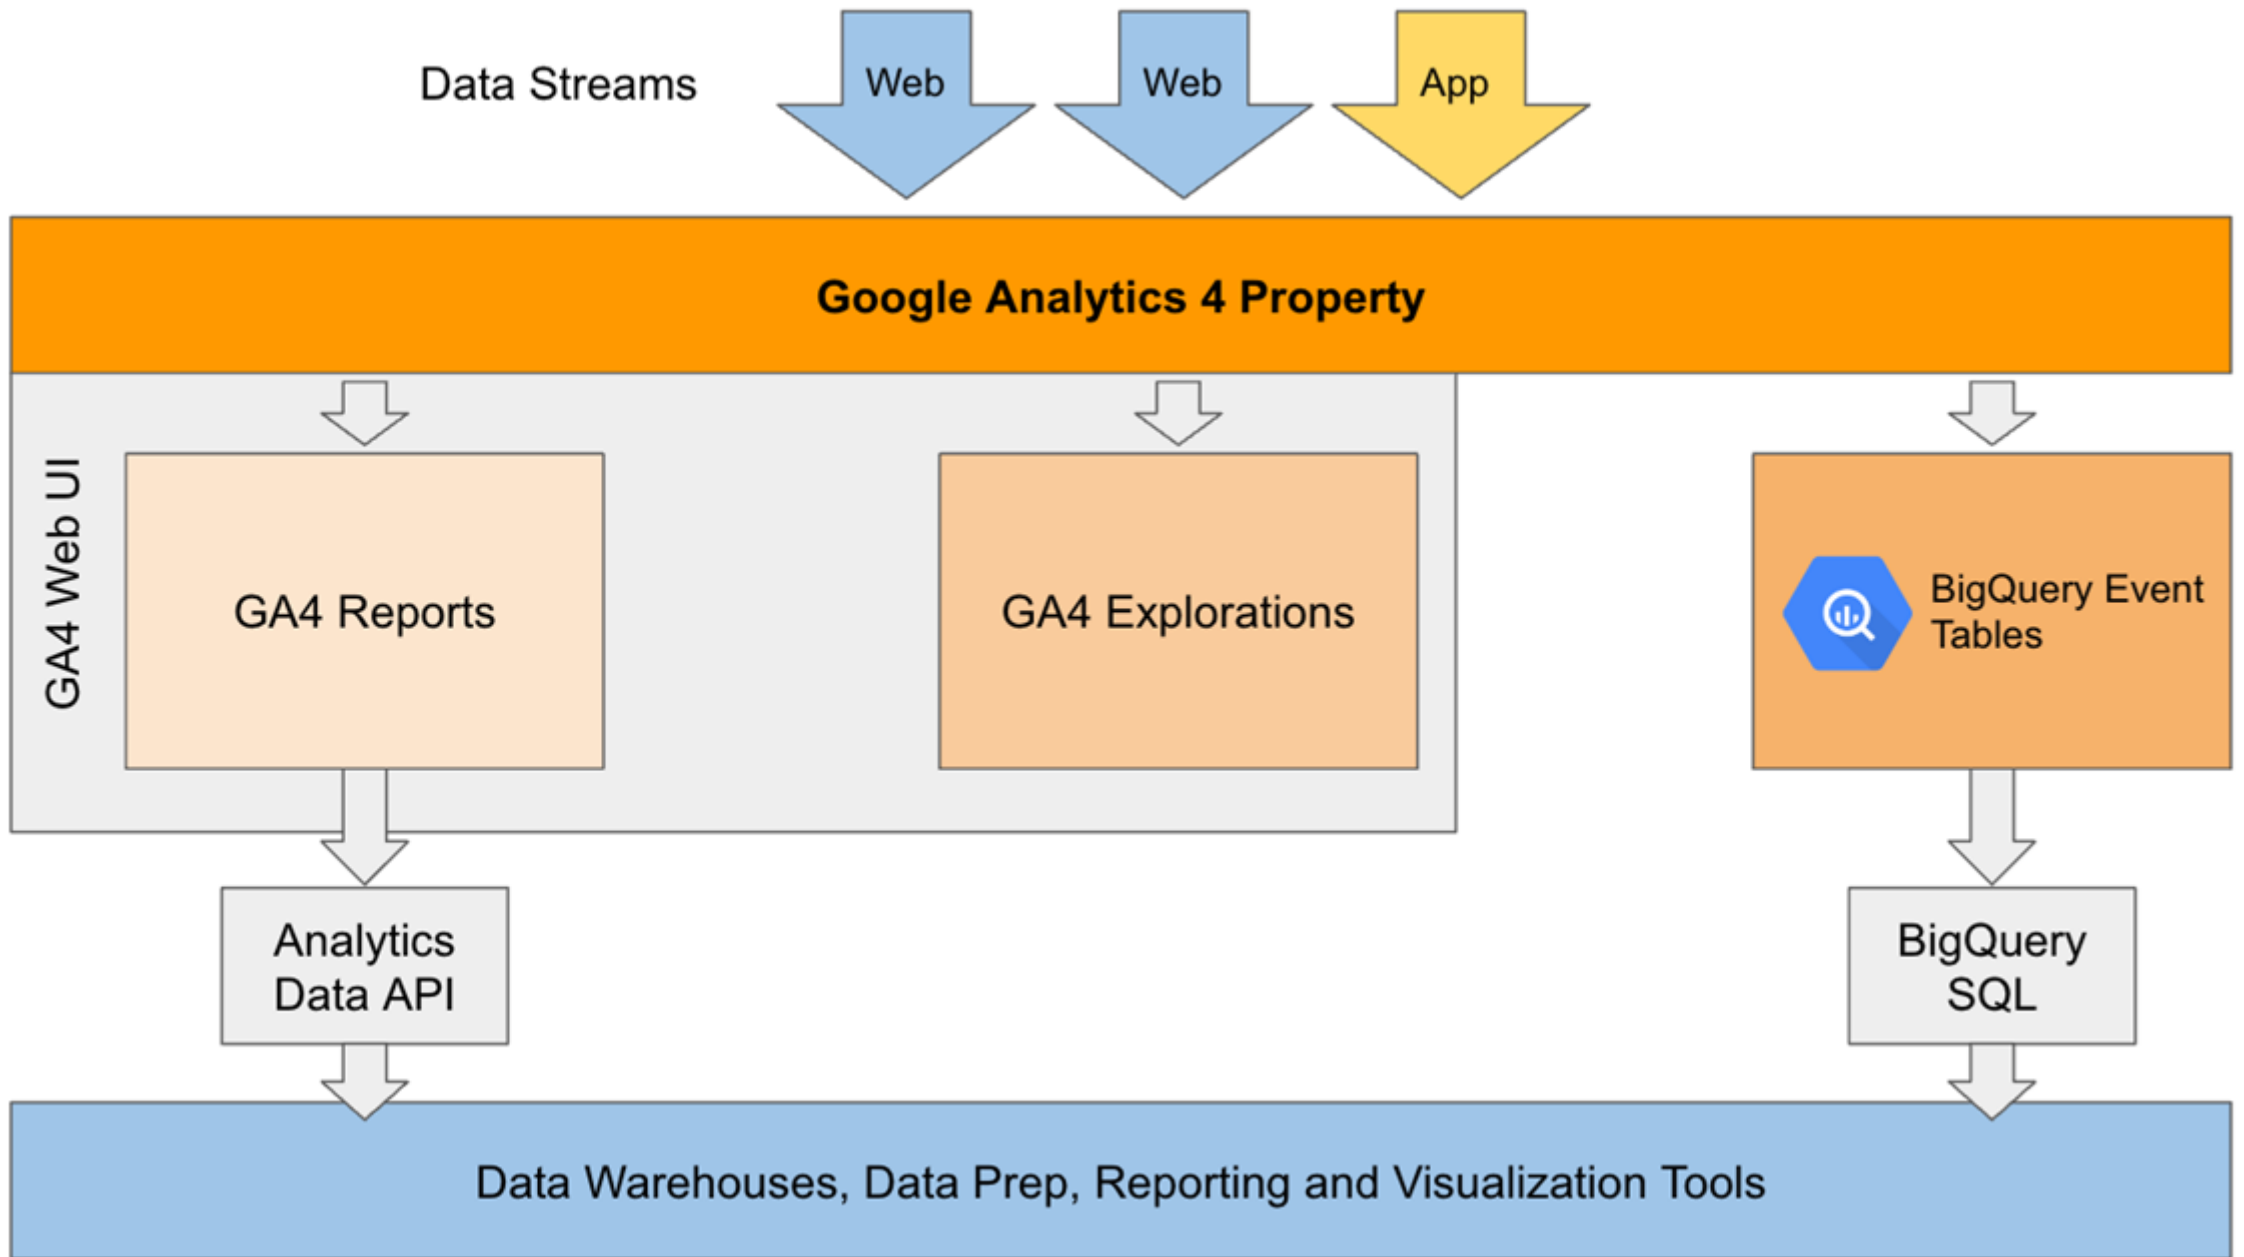 Data Streams
Web
Web
App
Google Analytics 4 Property
GA4 Web UI
GA4 Reports
GA4 Explorations
BigQuery Event
Tables
Analytics
Data API
BigQuery
SQL
Data Warehouses, Data Prep, Reporting and Visualization Tools